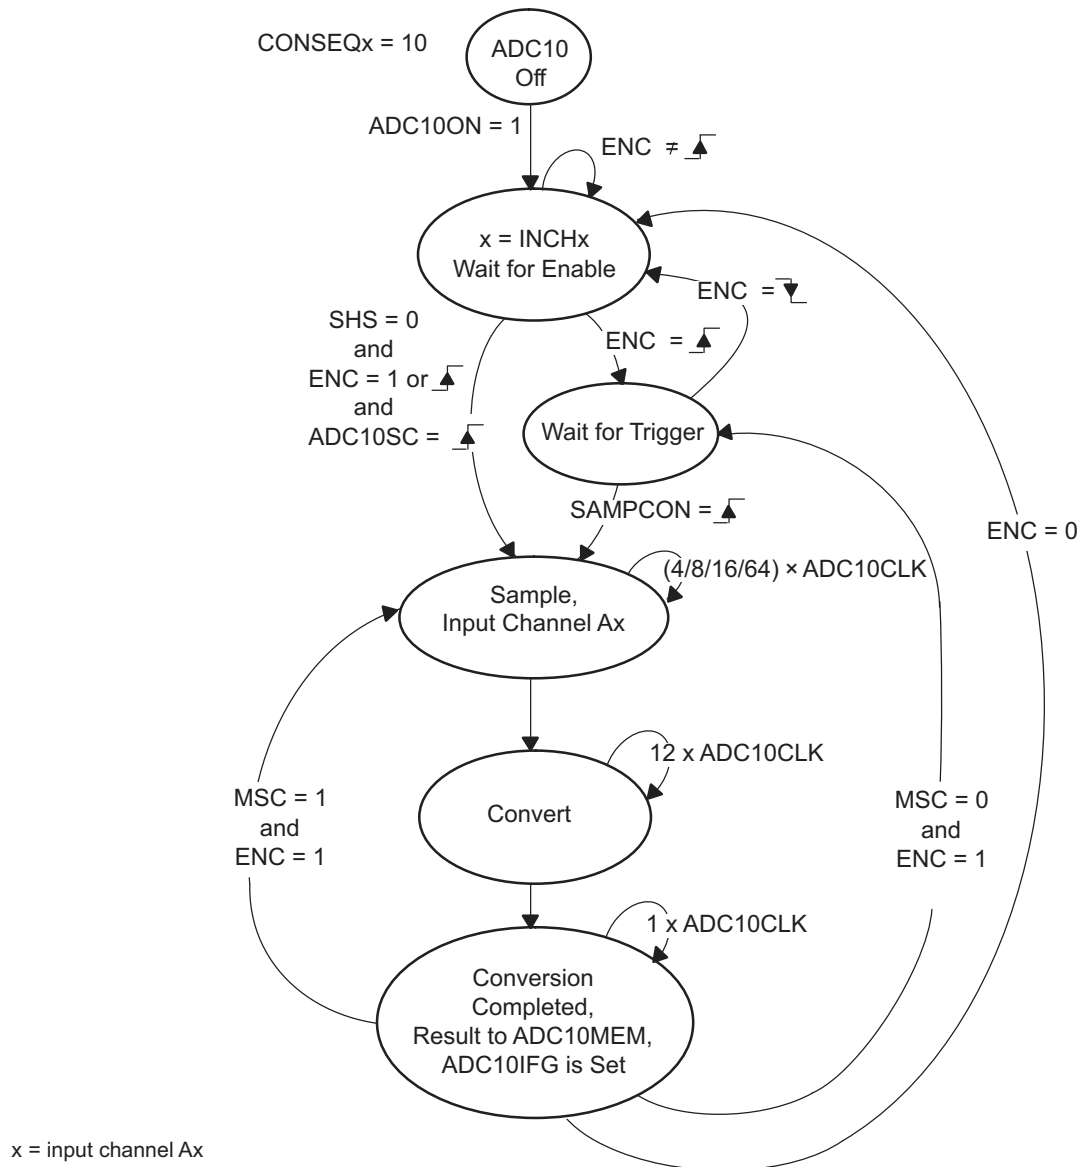 CONSEQx = 10
ADC10
Off
ADC10ON = 1
ENC ≠
x = INCHx
Wait for Enable
ENC =
SHS = 0
and
ENC = 1 or
and
ADC10SC =
ENC =
Wait for Trigger
SAMPCON =
ENC = 0
(4/8/16/64) × ADC10CLK
Sample,
Input Channel Ax
12 x ADC10CLK
Convert
MSC = 1
and
ENC = 1
MSC = 0
and
ENC = 1
1 x ADC10CLK
Conversion
Completed,
Result to ADC10MEM,
ADC10IFG is Set
x = input channel Ax